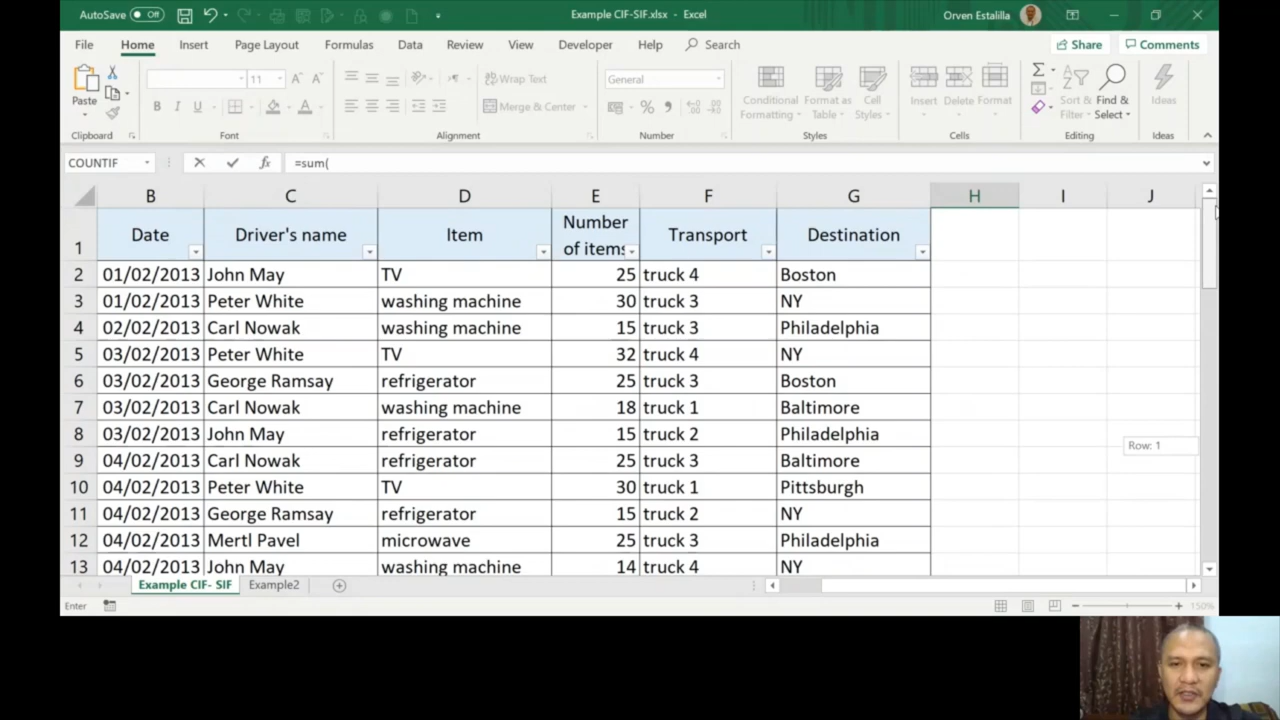 AutoSave Off Example CIF-SIF.xlsx - Excel Orven Estalilla
File Home Insert Page Layout Formulas Data Review View Developer Help Search Share Comments
11 Wrap Text General
Paste B I U Merge & Center Conditional Formatting Format as Table Cell Styles Insert Delete Format Sort & Filter Find & Select Ideas
Clipboard Font Alignment Number Styles Cells Editing Ideas
COUNTIF fx =sum(
B C D E F G H I J
1 Date Driver's name Item Number of items Transport Destination
2 01/02/2013 John May TV 25 truck 4 Boston
3 01/02/2013 Peter White washing machine 30 truck 3 NY
4 02/02/2013 Carl Nowak washing machine 15 truck 3 Philadelphia
5 03/02/2013 Peter White TV 32 truck 4 NY
6 03/02/2013 George Ramsay refrigerator 25 truck 3 Boston
7 03/02/2013 Carl Nowak washing machine 18 truck 1 Baltimore
8 03/02/2013 John May refrigerator 15 truck 2 Philadelphia
Row: 1
9 04/02/2013 Carl Nowak refrigerator 25 truck 3 Baltimore
10 04/02/2013 Peter White TV 30 truck 1 Pittsburgh
11 04/02/2013 George Ramsay refrigerator 15 truck 2 NY
12 04/02/2013 Mertl Pavel microwave 25 truck 3 Philadelphia
13 04/02/2013 John May washing machine 14 truck 4 NY
Example CIF- SIF Example2
Enter 150%